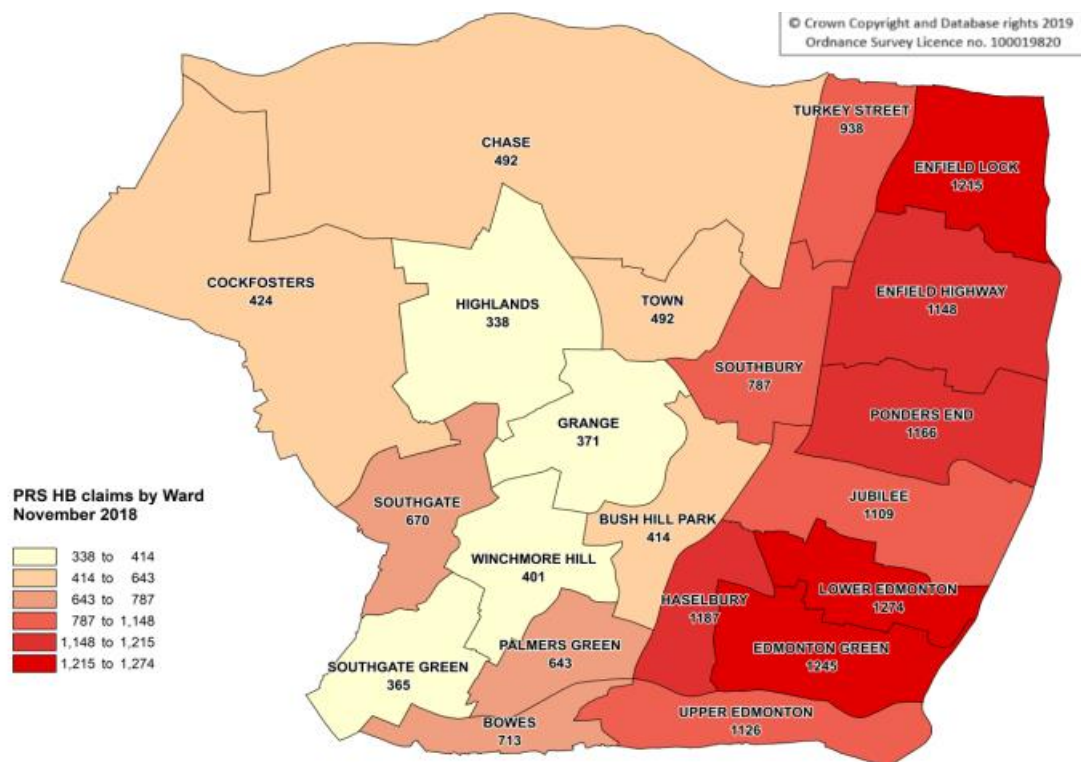 © Crown Copyright and Database rights 2019
Ordnance Survey Licence no. 100019820
TURKEY STREET
938
CHASE
492
ENFIELD LOCK
1215
COCKFOSTERS
424
HIGHLANDS
338
TOWN
492
ENFIELD HIGHWAY
1148
SOUTHBURY
787
PONDERS END
1166
GRANGE
371
SOUTHGATE
670
BUSH HILL PARK
414
JUBILEE
1109
WINCHMORE HILL
401
HASELBURY
1187
LOWER EDMONTON
1274
PALMERS GREEN
643
EDMONTON GREEN
1245
SOUTHGATE GREEN
365
BOWES
713
UPPER EDMONTON
1126
PRS HB claims by Ward
November 2018
338 to 414
414 to 643
643 to 787
787 to 1,148
1,148 to 1,215
1,215 to 1,274